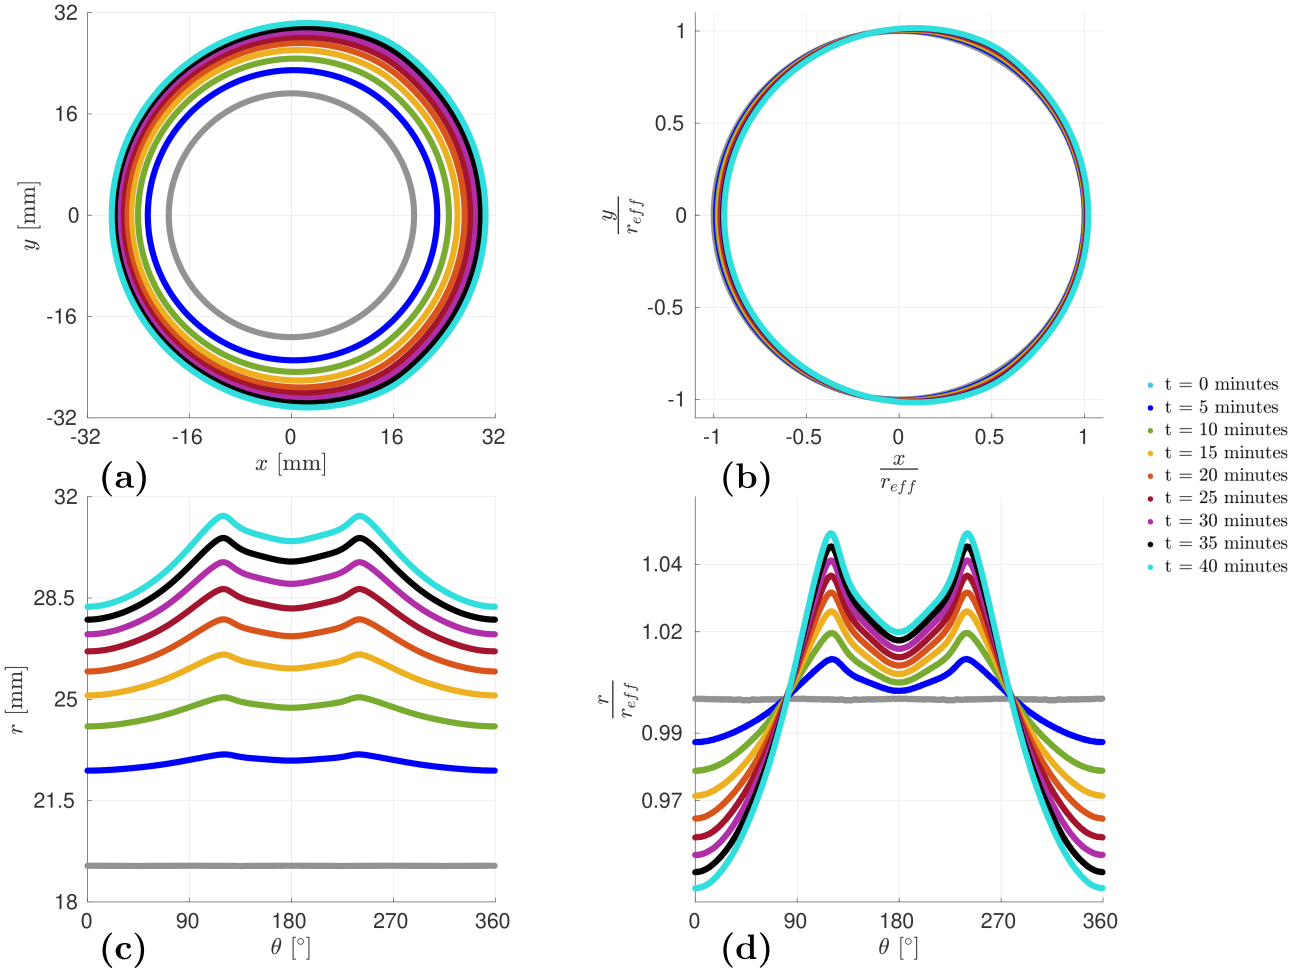 32
16
0
-16
-32
y [mm]
-32 -16 0 16 32
x [mm]
(a)
1
0.5
0
-0.5
-1
y
r_eff
-1 -0.5 0 0.5 1
x
r_eff
(b)
t = 0 minutes
t = 5 minutes
t = 10 minutes
t = 15 minutes
t = 20 minutes
t = 25 minutes
t = 30 minutes
t = 35 minutes
t = 40 minutes
32
28.5
25
21.5
18
r [mm]
0 90 180 270 360
θ [°]
(c)
1.04
1.02
0.99
0.97
r
r_eff
0 90 180 270 360
θ [°]
(d)